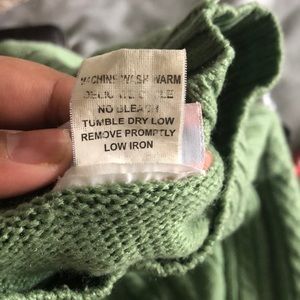 MACHINE WASH WARM
DELICATE CYCLE
NO BLEACH
TUMBLE DRY LOW
REMOVE PROMPTLY
LOW IRON